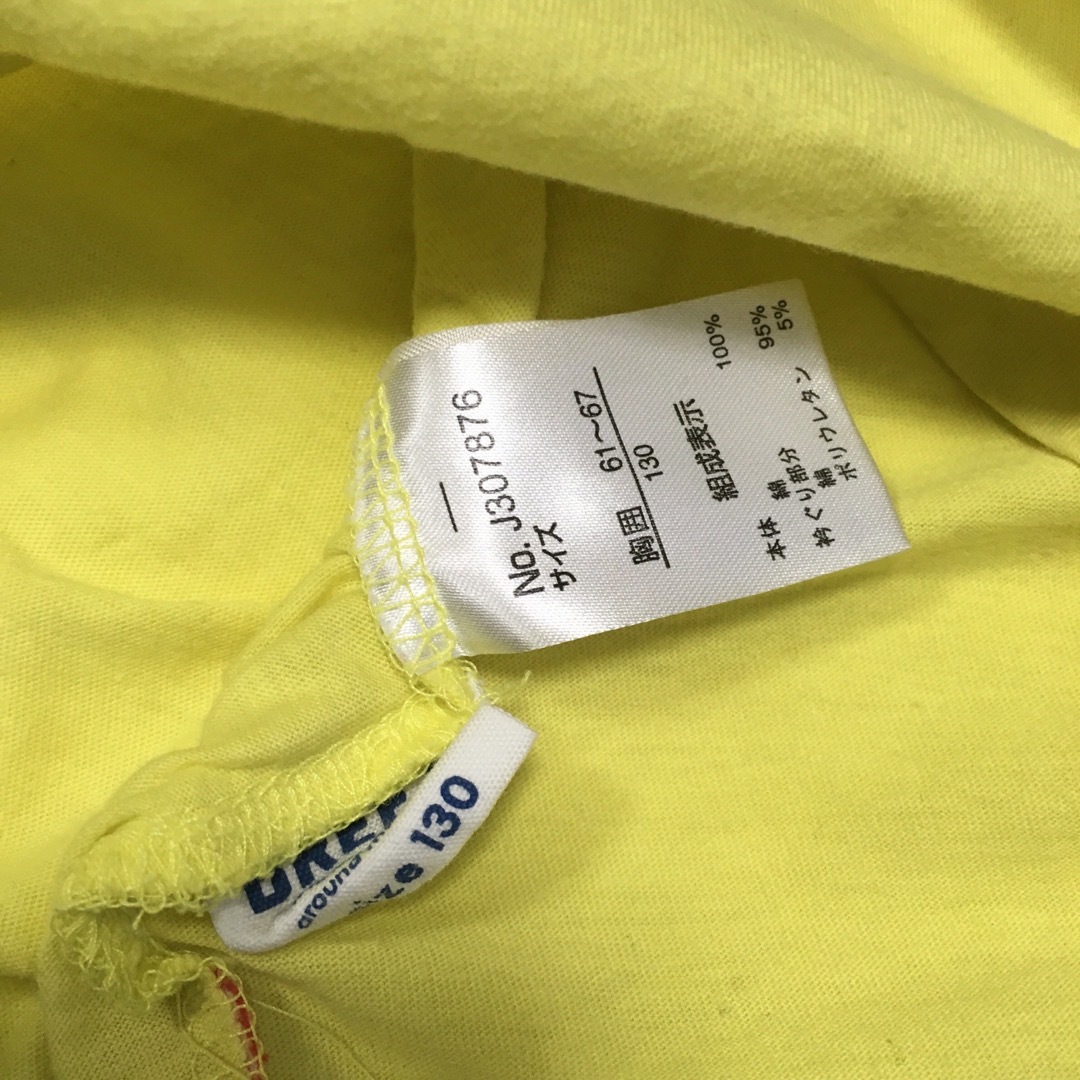 No. J307876
サイズ
胸囲 61〜67
130
組成表示
本体 綿 100%
衿ぐり部分
綿 95%
ポリウレタン 5%
around
130